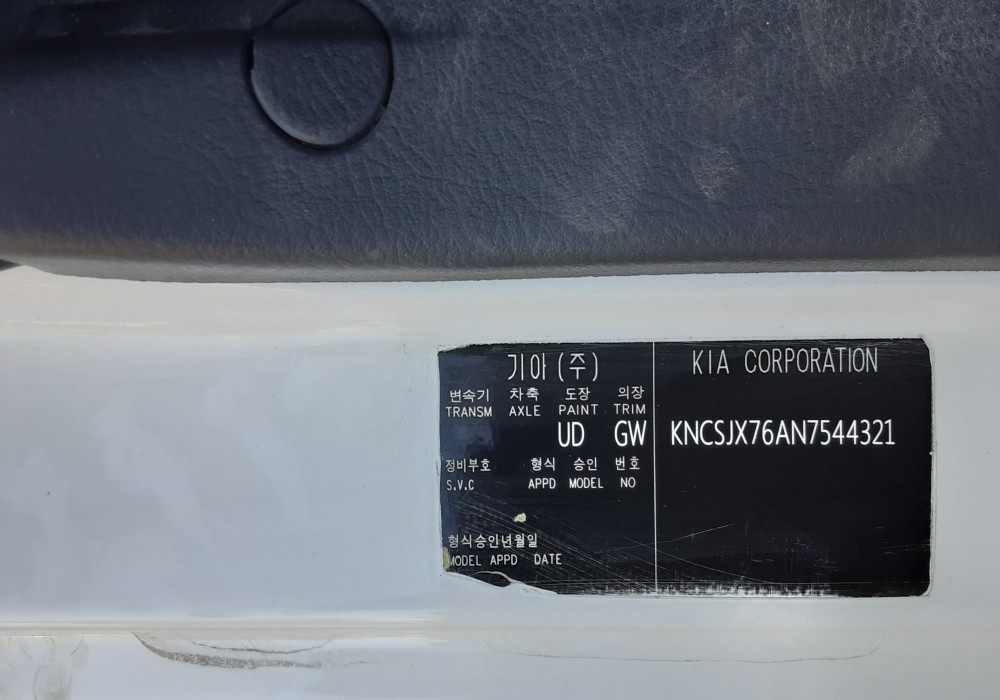 기아(주)
변속기 차축 도장 의장
TRANSM AXLE PAINT TRIM
UD GW
정비부호 형식 승인 번호
S.V.C APPD MODEL NO
형식승인년월일
MODEL APPD DATE
KIA CORPORATION
KNCSJX76AN7544321